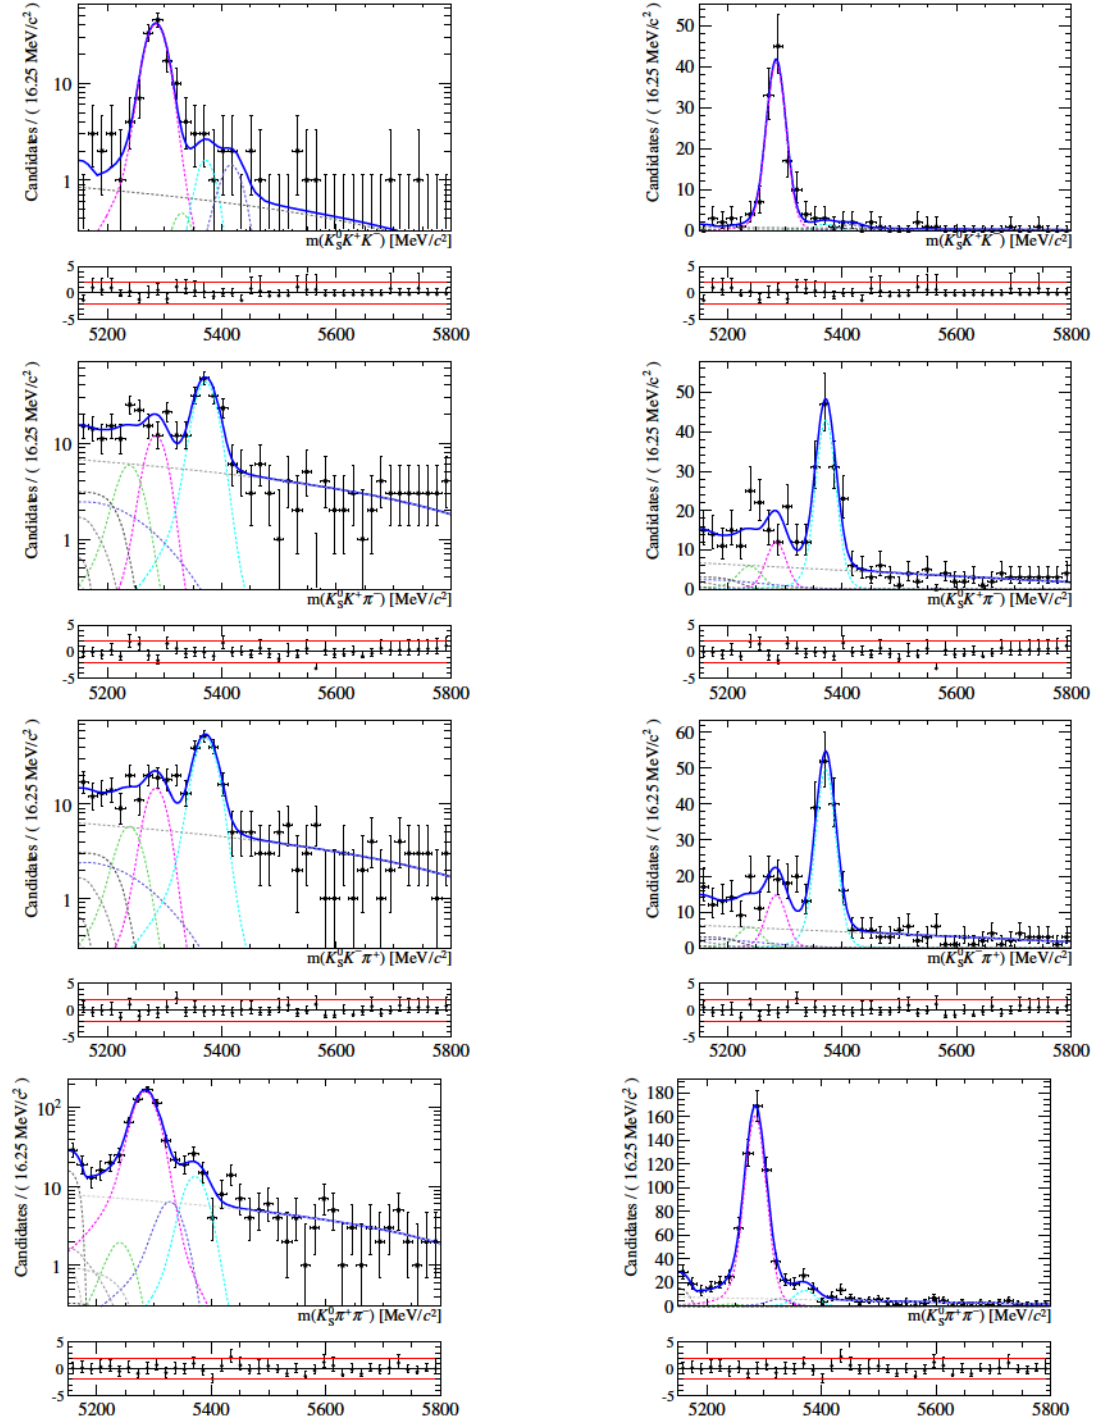 Candidates / ( 16.25 MeV/c²)
10
1
m(K⁰_S K⁺K⁻) [MeV/c²]
5
0
-5
5200 5400 5600 5800
Candidates / ( 16.25 MeV/c²)
50
40
30
20
10
0
m(K⁰_S K⁺K⁻) [MeV/c²]
5
0
-5
5200 5400 5600 5800
Candidates / ( 16.25 MeV/c²)
10
1
m(K⁰_S K⁺π⁻) [MeV/c²]
5
0
-5
5200 5400 5600 5800
Candidates / ( 16.25 MeV/c²)
50
40
30
20
10
0
m(K⁰_S K⁺π⁻) [MeV/c²]
5
0
-5
5200 5400 5600 5800
Candidates / ( 16.25 MeV/c²)
10
1
m(K⁰_S K⁻π⁺) [MeV/c²]
5
0
-5
5200 5400 5600 5800
Candidates / ( 16.25 MeV/c²)
60
50
40
30
20
10
0
m(K⁰_S K⁻π⁺) [MeV/c²]
5
0
-5
5200 5400 5600 5800
Candidates / ( 16.25 MeV/c²)
10²
10
1
m(K⁰_S π⁺π⁻) [MeV/c²]
5
0
-5
5200 5400 5600 5800
Candidates / ( 16.25 MeV/c²)
180
160
140
120
100
80
60
40
20
0
m(K⁰_S π⁺π⁻) [MeV/c²]
5
0
-5
5200 5400 5600 5800